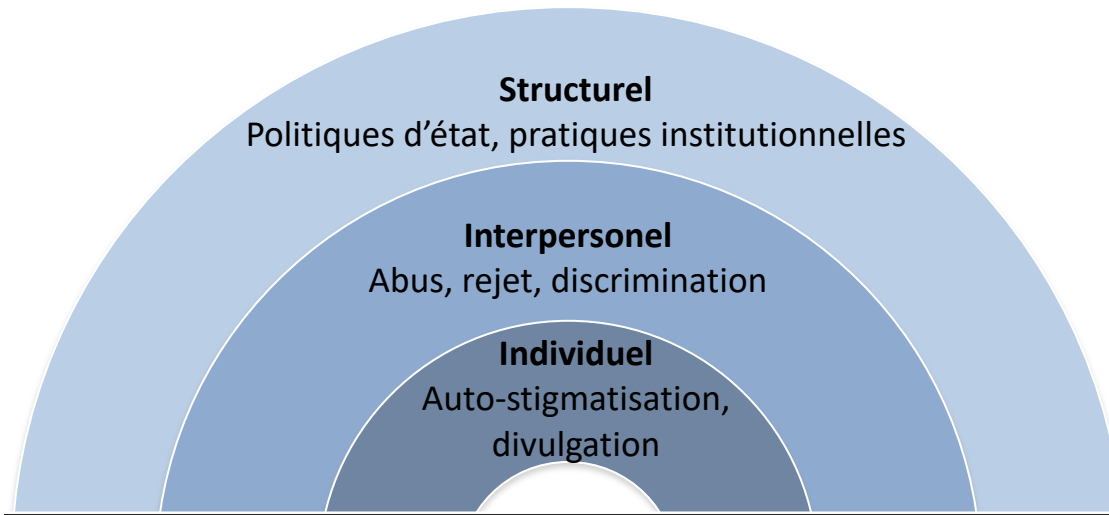 Structurel
Politiques d’état, pratiques institutionnelles
Interpersonel
Abus, rejet, discrimination
Individuel
Auto-stigmatisation,
divulgation